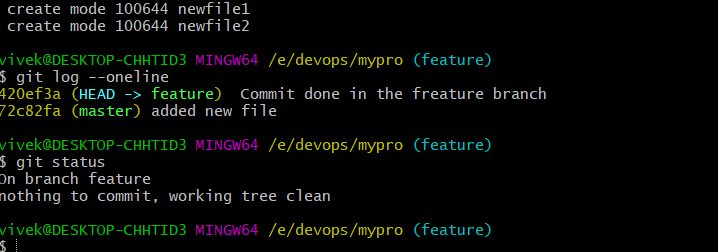 create mode 100644 newfile1
create mode 100644 newfile2
vivek@DESKTOP-CHHTID3 MINGW64 /e/devops/mypro (feature)
$ git log --oneline
420ef3a (HEAD -> feature)  Commit done in the freature branch
72c82fa (master) added new file
vivek@DESKTOP-CHHTID3 MINGW64 /e/devops/mypro (feature)
$ git status
On branch feature
nothing to commit, working tree clean
vivek@DESKTOP-CHHTID3 MINGW64 /e/devops/mypro (feature)
$